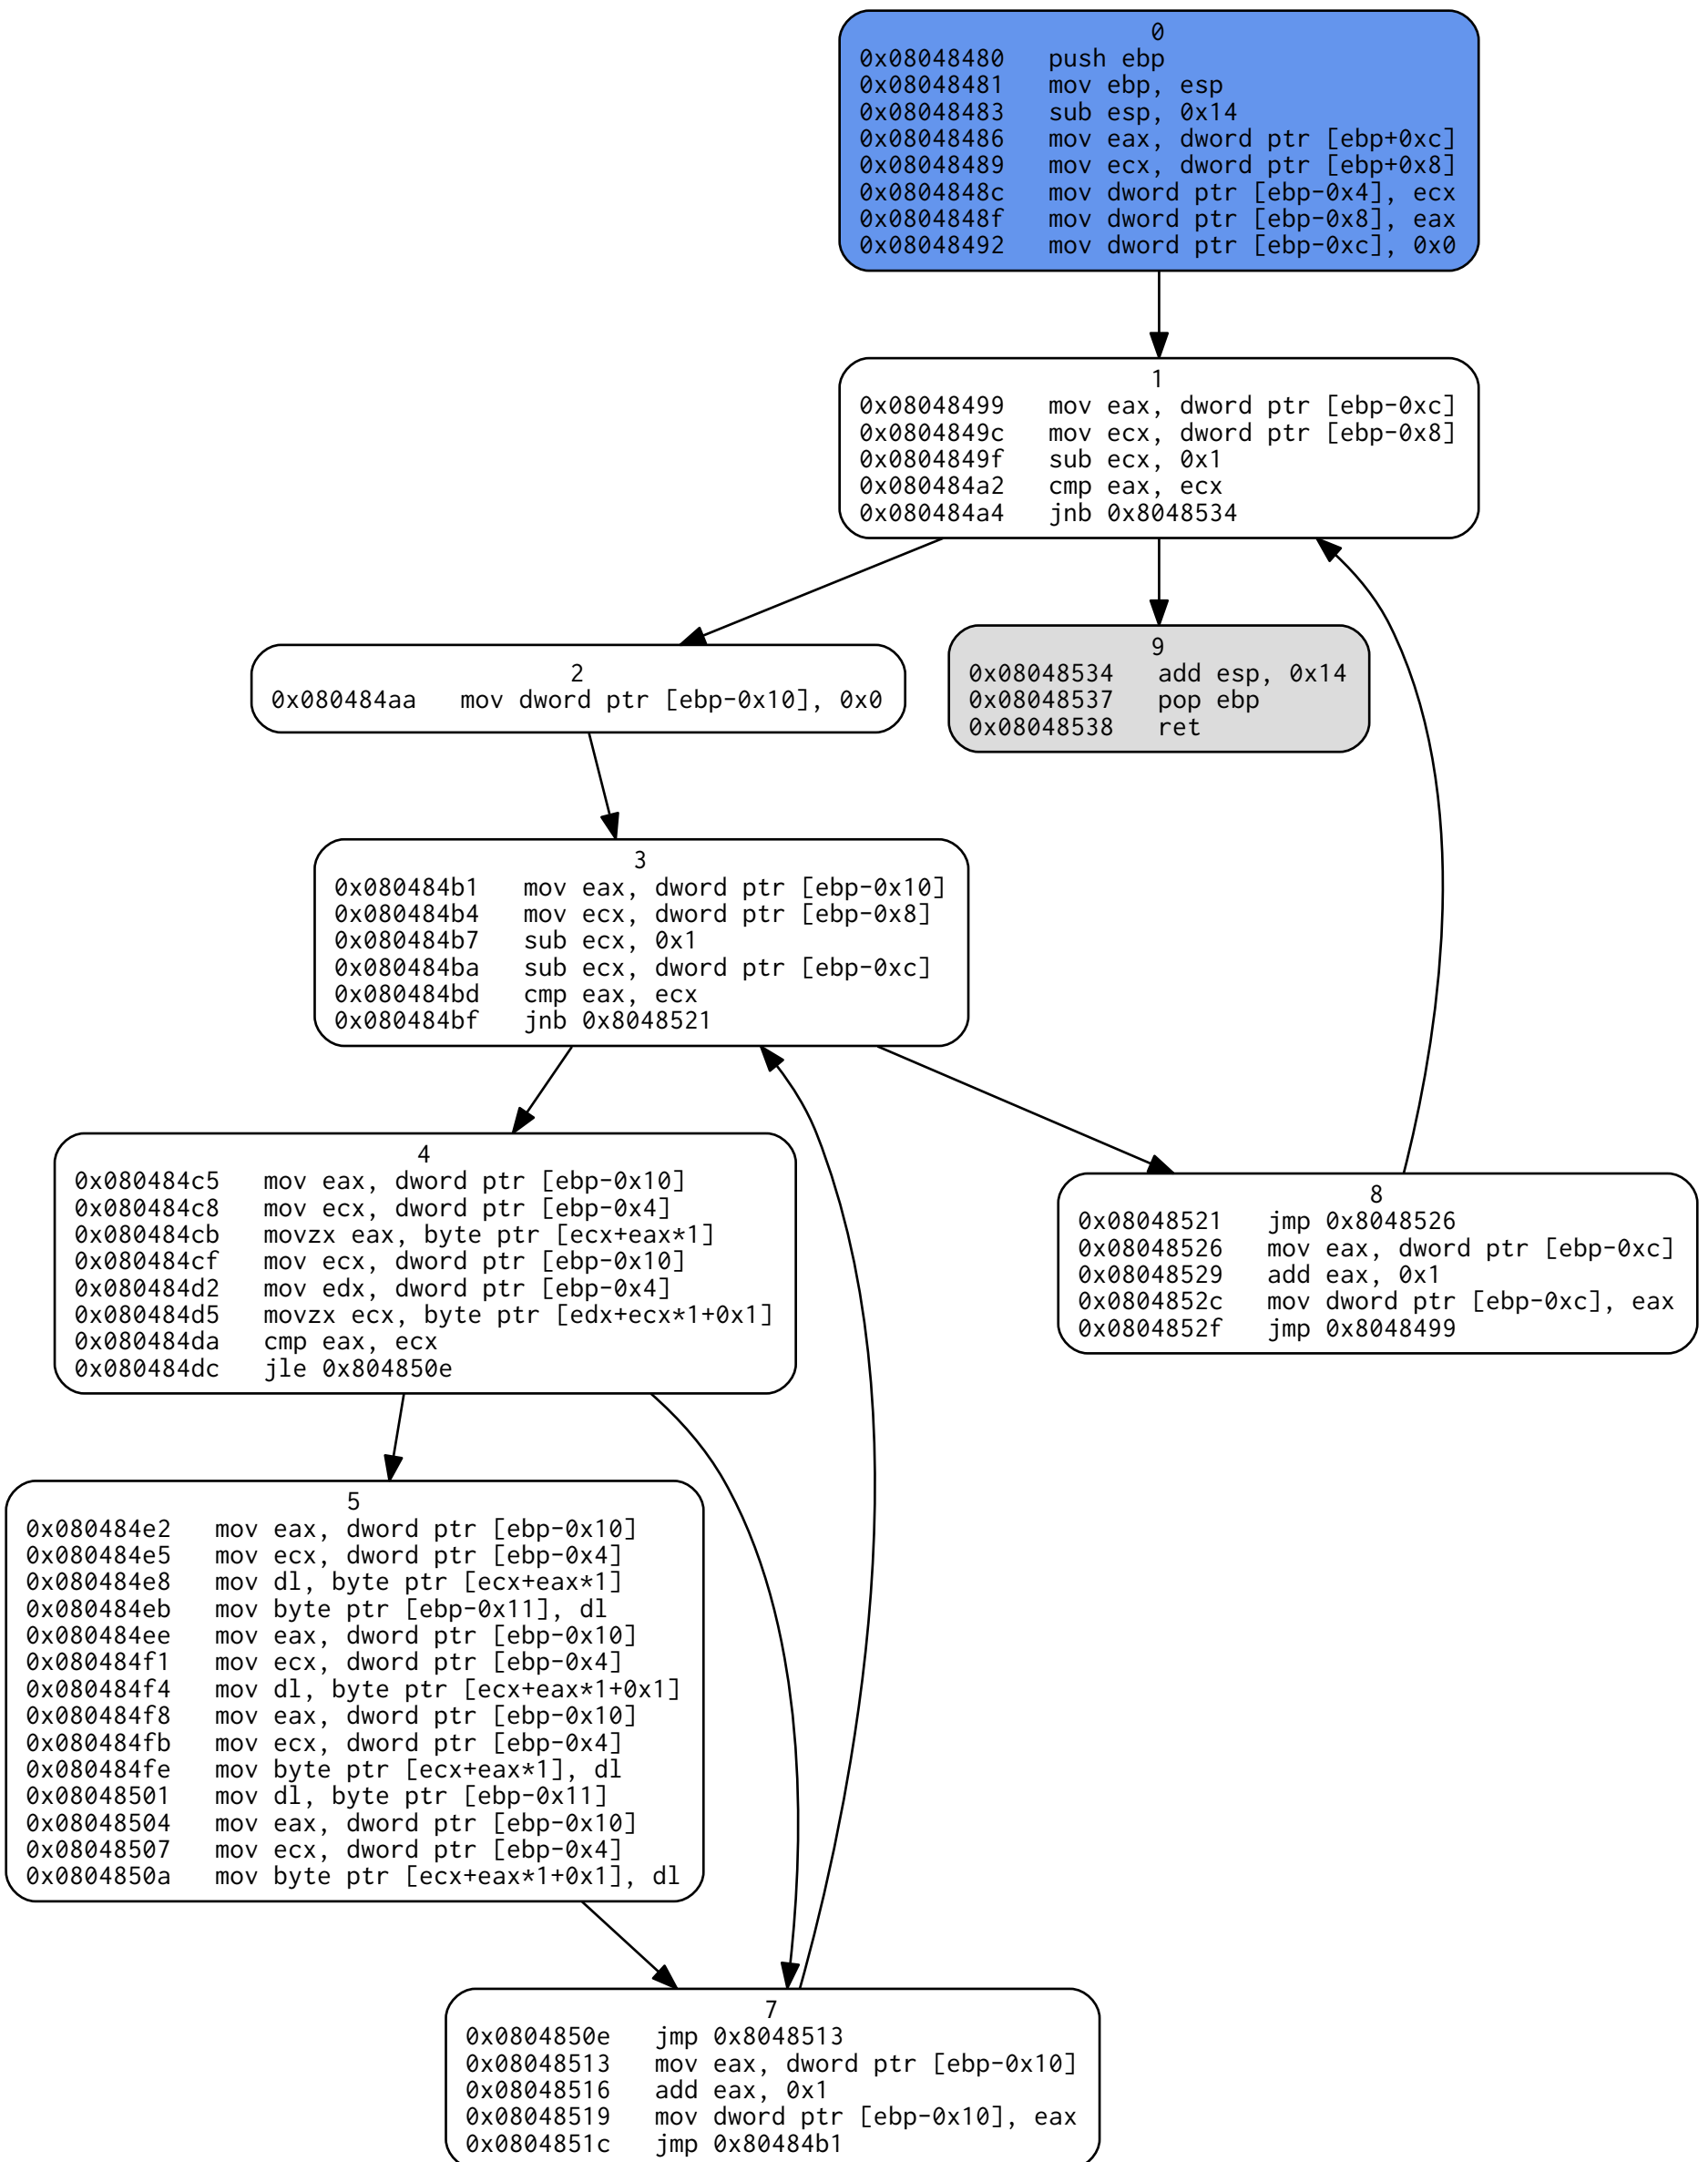 0
0x08048480   push ebp
0x08048481   mov ebp, esp
0x08048483   sub esp, 0x14
0x08048486   mov eax, dword ptr [ebp+0xc]
0x08048489   mov ecx, dword ptr [ebp+0x8]
0x0804848c   mov dword ptr [ebp-0x4], ecx
0x0804848f   mov dword ptr [ebp-0x8], eax
0x08048492   mov dword ptr [ebp-0xc], 0x0
1
0x08048499   mov eax, dword ptr [ebp-0xc]
0x0804849c   mov ecx, dword ptr [ebp-0x8]
0x0804849f   sub ecx, 0x1
0x080484a2   cmp eax, ecx
0x080484a4   jnb 0x8048534
2
0x080484aa   mov dword ptr [ebp-0x10], 0x0
9
0x08048534   add esp, 0x14
0x08048537   pop ebp
0x08048538   ret
3
0x080484b1   mov eax, dword ptr [ebp-0x10]
0x080484b4   mov ecx, dword ptr [ebp-0x8]
0x080484b7   sub ecx, 0x1
0x080484ba   sub ecx, dword ptr [ebp-0xc]
0x080484bd   cmp eax, ecx
0x080484bf   jnb 0x8048521
4
0x080484c5   mov eax, dword ptr [ebp-0x10]
0x080484c8   mov ecx, dword ptr [ebp-0x4]
0x080484cb   movzx eax, byte ptr [ecx+eax*1]
0x080484cf   mov ecx, dword ptr [ebp-0x10]
0x080484d2   mov edx, dword ptr [ebp-0x4]
0x080484d5   movzx ecx, byte ptr [edx+ecx*1+0x1]
0x080484da   cmp eax, ecx
0x080484dc   jle 0x804850e
8
0x08048521   jmp 0x8048526
0x08048526   mov eax, dword ptr [ebp-0xc]
0x08048529   add eax, 0x1
0x0804852c   mov dword ptr [ebp-0xc], eax
0x0804852f   jmp 0x8048499
5
0x080484e2   mov eax, dword ptr [ebp-0x10]
0x080484e5   mov ecx, dword ptr [ebp-0x4]
0x080484e8   mov dl, byte ptr [ecx+eax*1]
0x080484eb   mov byte ptr [ebp-0x11], dl
0x080484ee   mov eax, dword ptr [ebp-0x10]
0x080484f1   mov ecx, dword ptr [ebp-0x4]
0x080484f4   mov dl, byte ptr [ecx+eax*1+0x1]
0x080484f8   mov eax, dword ptr [ebp-0x10]
0x080484fb   mov ecx, dword ptr [ebp-0x4]
0x080484fe   mov byte ptr [ecx+eax*1], dl
0x08048501   mov dl, byte ptr [ebp-0x11]
0x08048504   mov eax, dword ptr [ebp-0x10]
0x08048507   mov ecx, dword ptr [ebp-0x4]
0x0804850a   mov byte ptr [ecx+eax*1+0x1], dl
7
0x0804850e   jmp 0x8048513
0x08048513   mov eax, dword ptr [ebp-0x10]
0x08048516   add eax, 0x1
0x08048519   mov dword ptr [ebp-0x10], eax
0x0804851c   jmp 0x80484b1